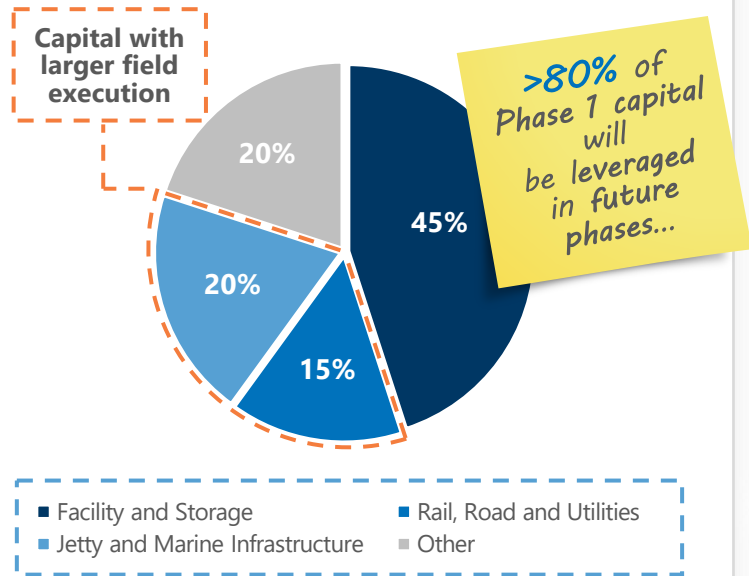 Capital with
larger field
execution
>80% of
Phase 1 capital
will
be leveraged
in future
phases...
20%
45%
20%
15%
Facility and Storage
Rail, Road and Utilities
Jetty and Marine Infrastructure
Other